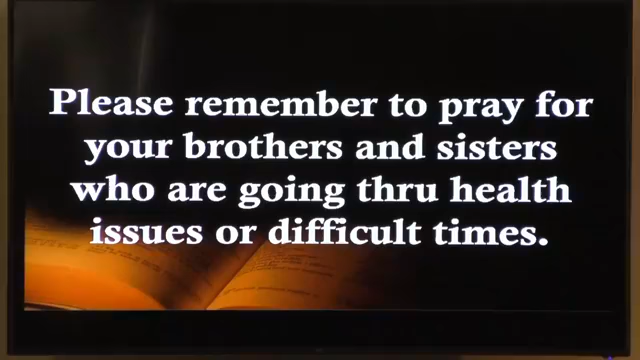 Please remember to pray for
your brothers and sisters
who are going thru health
issues or difficult times.